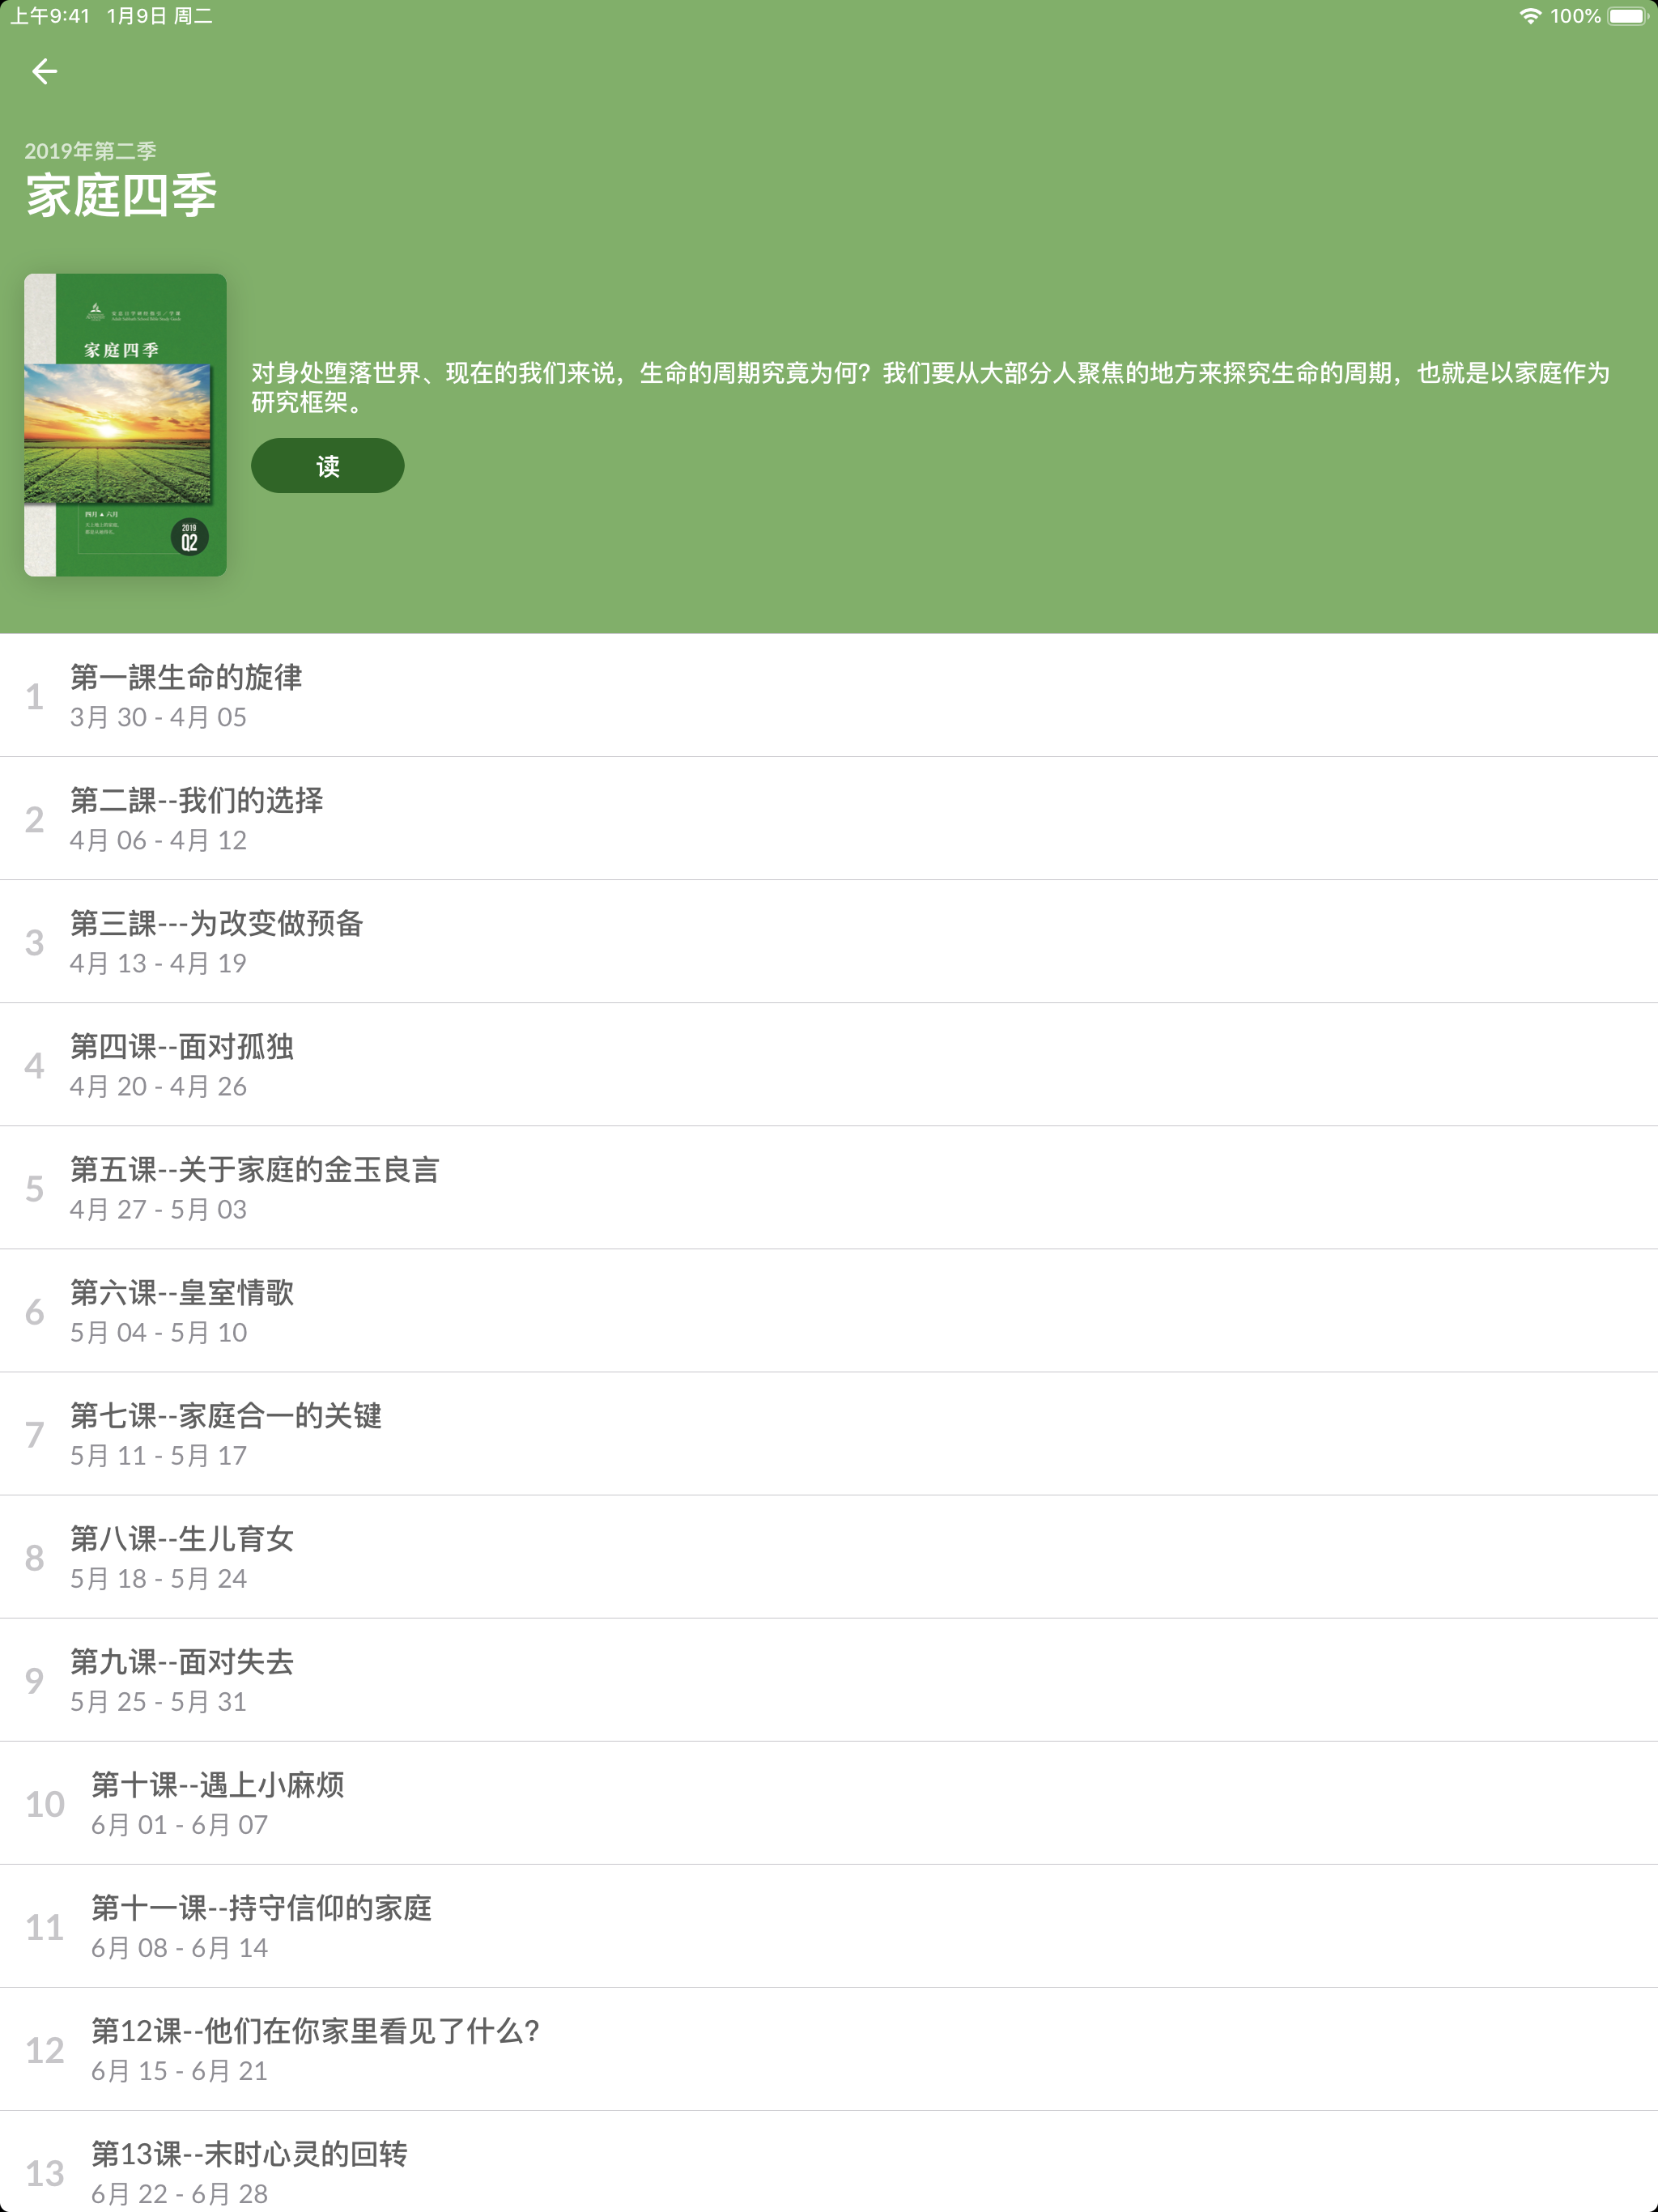 上午9:41 1月9日 周二
100%
2019年第二季
家庭四季
家庭四季
四月▲六月
2019
Q2
对身处堕落世界、现在的我们来说，生命的周期究竟为何？我们要从大部分人聚焦的地方来探究生命的周期，也就是以家庭作为
研究框架。
读
1
第一課生命的旋律
3月 30 - 4月 05
2
第二課--我们的选择
4月 06 - 4月 12
3
第三課---为改变做预备
4月 13 - 4月 19
4
第四课--面对孤独
4月 20 - 4月 26
5
第五课--关于家庭的金玉良言
4月 27 - 5月 03
6
第六课--皇室情歌
5月 04 - 5月 10
7
第七课--家庭合一的关键
5月 11 - 5月 17
8
第八课--生儿育女
5月 18 - 5月 24
9
第九课--面对失去
5月 25 - 5月 31
10
第十课--遇上小麻烦
6月 01 - 6月 07
11
第十一课--持守信仰的家庭
6月 08 - 6月 14
12
第12课--他们在你家里看见了什么?
6月 15 - 6月 21
13
第13课--末时心灵的回转
6月 22 - 6月 28